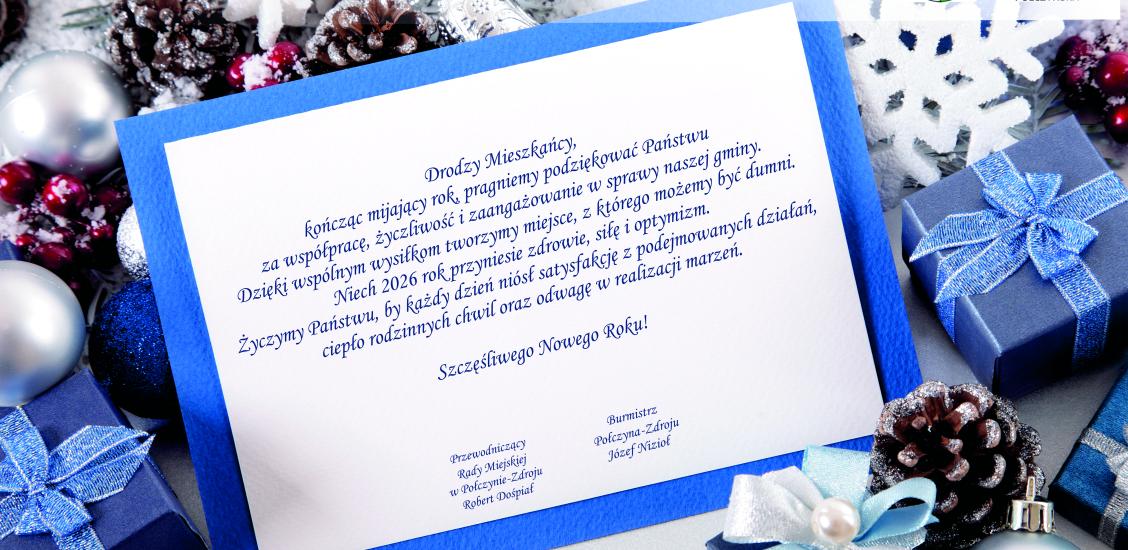 Drodzy Mieszkańcy,
kończąc mijający rok, pragniemy podziękować Państwu
za współpracę, życzliwość i zaangażowanie w sprawy naszej gminy.
Dzięki wspólnym wysiłkom tworzymy miejsce, z którego możemy być dumni.
Niech 2026 rok przyniesie zdrowie, siłę i optymizm.
Życzymy Państwu, by każdy dzień niósł satysfakcję z podejmowanych działań,
ciepło rodzinnych chwil oraz odwagę w realizacji marzeń.
Szczęśliwego Nowego Roku!
Przewodniczący
Rady Miejskiej
w Połczynie-Zdroju
Robert Dośpiał
Burmistrz
Połczyna-Zdroju
Józef Nizioł